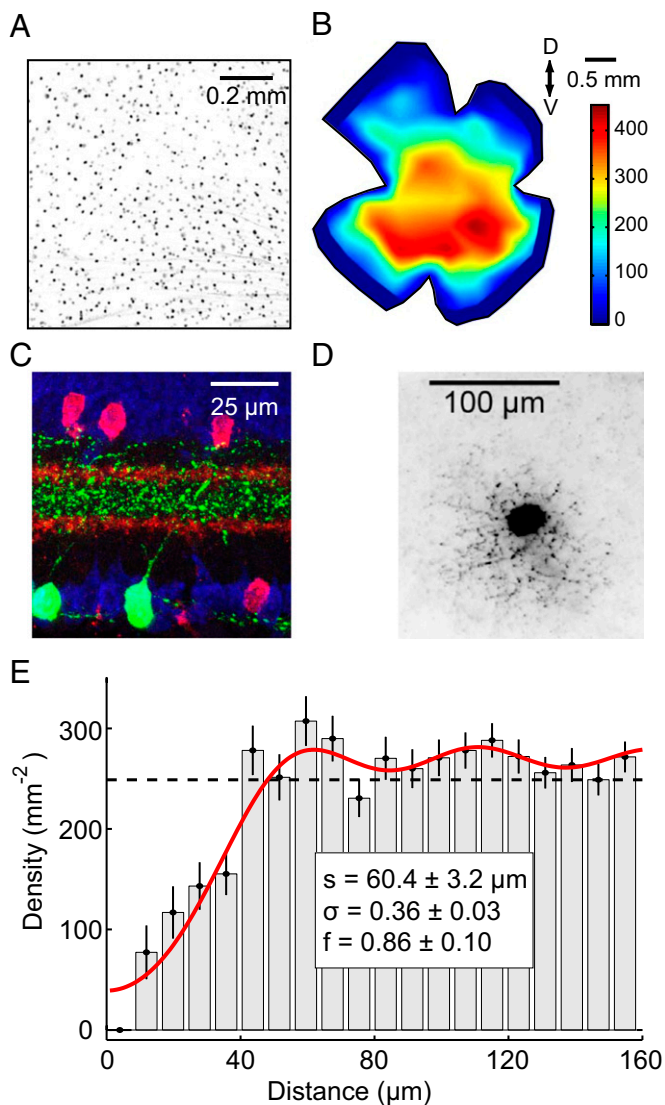 A
0.2 mm
B
D
V
0.5 mm
400
300
200
100
0
C
25 µm
D
100 µm
E
Density (mm⁻²)
300
200
100
0
s = 60.4 ± 3.2 µm
σ = 0.36 ± 0.03
f = 0.86 ± 0.10
0
40
80
120
160
Distance (µm)